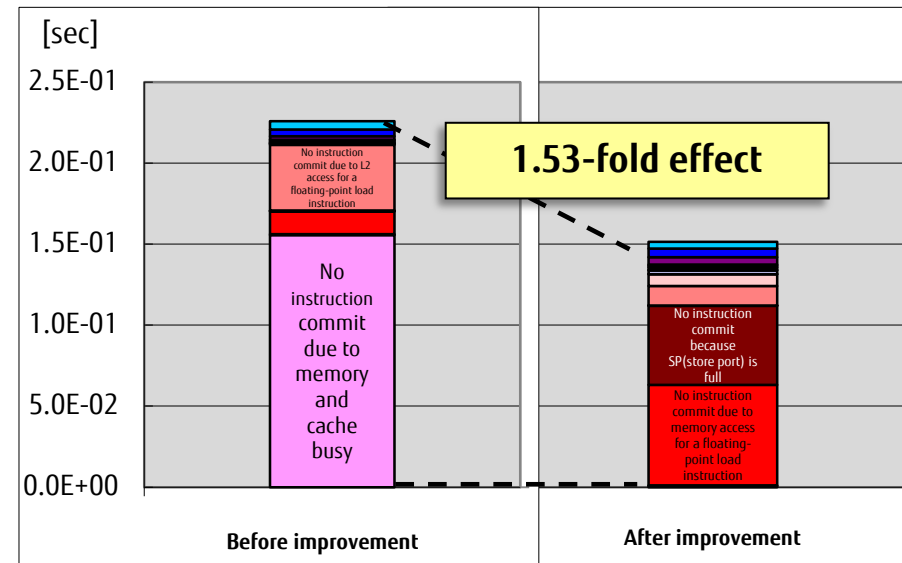 [sec]
2.5E-01
2.0E-01
1.5E-01
1.0E-01
5.0E-02
0.0E+00
No instruction
commit due to L2
access for a
floating-point load
instruction
No
instruction
commit
due to
memory
and
cache
busy
Before improvement
1.53-fold effect
No instruction
commit
because
SP(store port) is
full
No instruction
commit due to
memory access
for a floating-
point load
instruction
After improvement